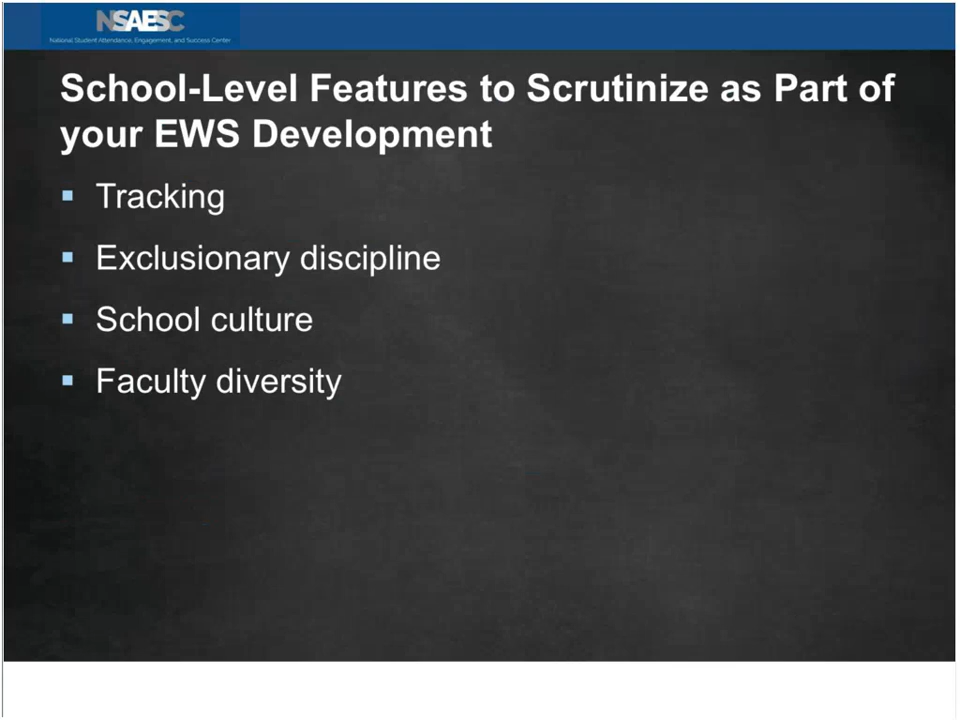 NSAESC
National Student Attendance, Engagement, and Success Center
School-Level Features to Scrutinize as Part of
your EWS Development
Tracking
Exclusionary discipline
School culture
Faculty diversity